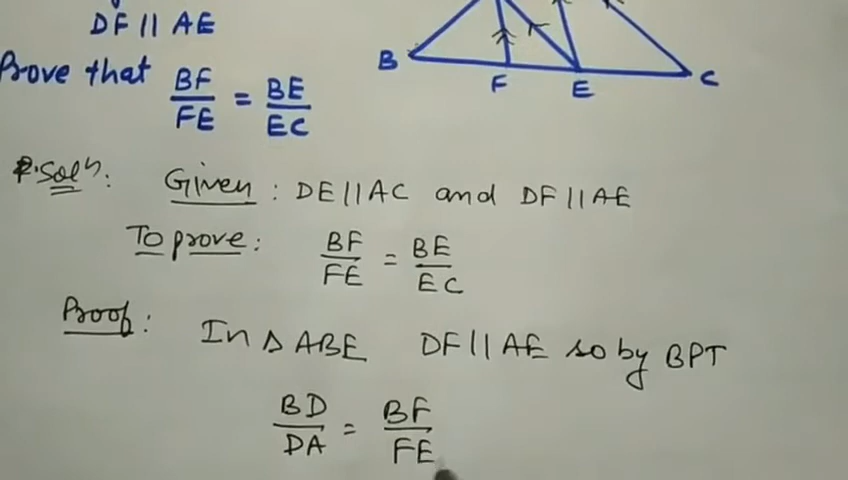 DF || AE
Prove that BF/FE = BE/EC
B F E C
Soln: Given : DE || AC and DF || AE
To prove : BF/FE = BE/EC
Proof : In Δ ABE DF || AE so by BPT
BD/DA = BF/FE